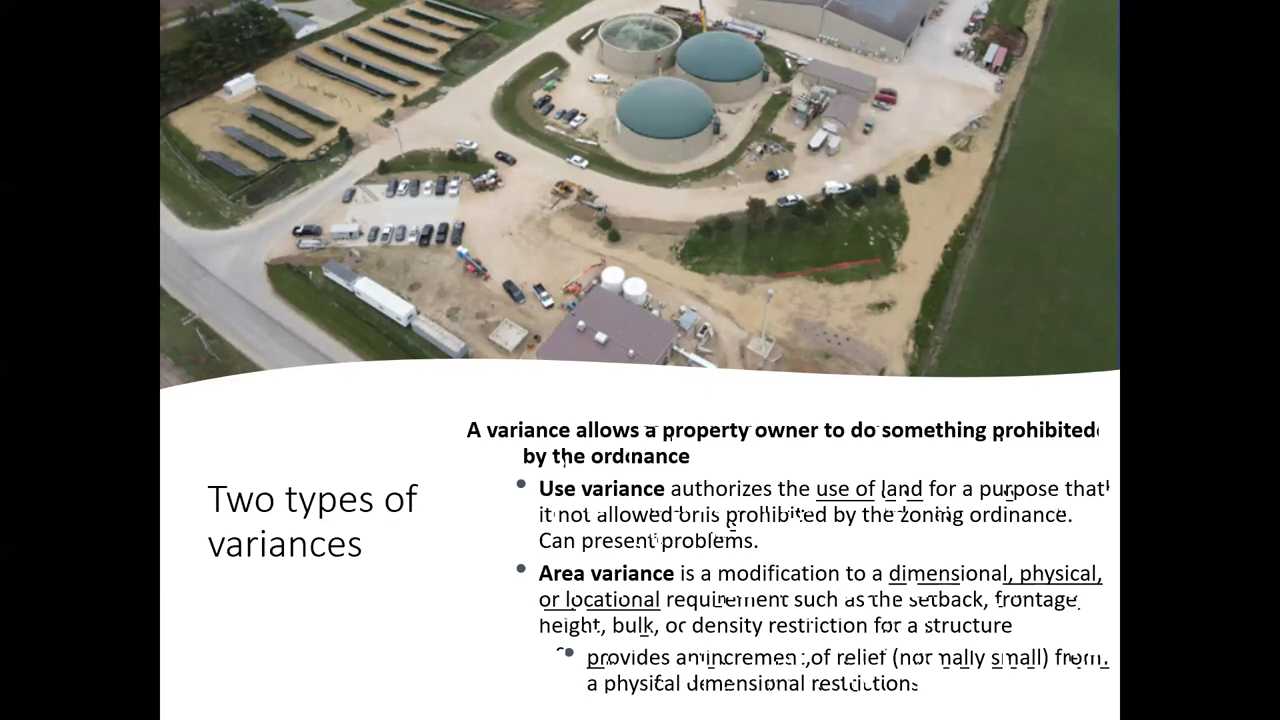 Two types of
variances
A variance allows a property owner to do something prohibited
by the ordinance
Use variance authorizes the use of land for a purpose that
it not allowed or is prohibited by the zoning ordinance.
Can present problems.
Area variance is a modification to a dimensional, physical,
or locational requirement such as the setback, frontage,
height, bulk, or density restriction for a structure
provides an increment of relief (normally small) from
a physical dimensional restrictions